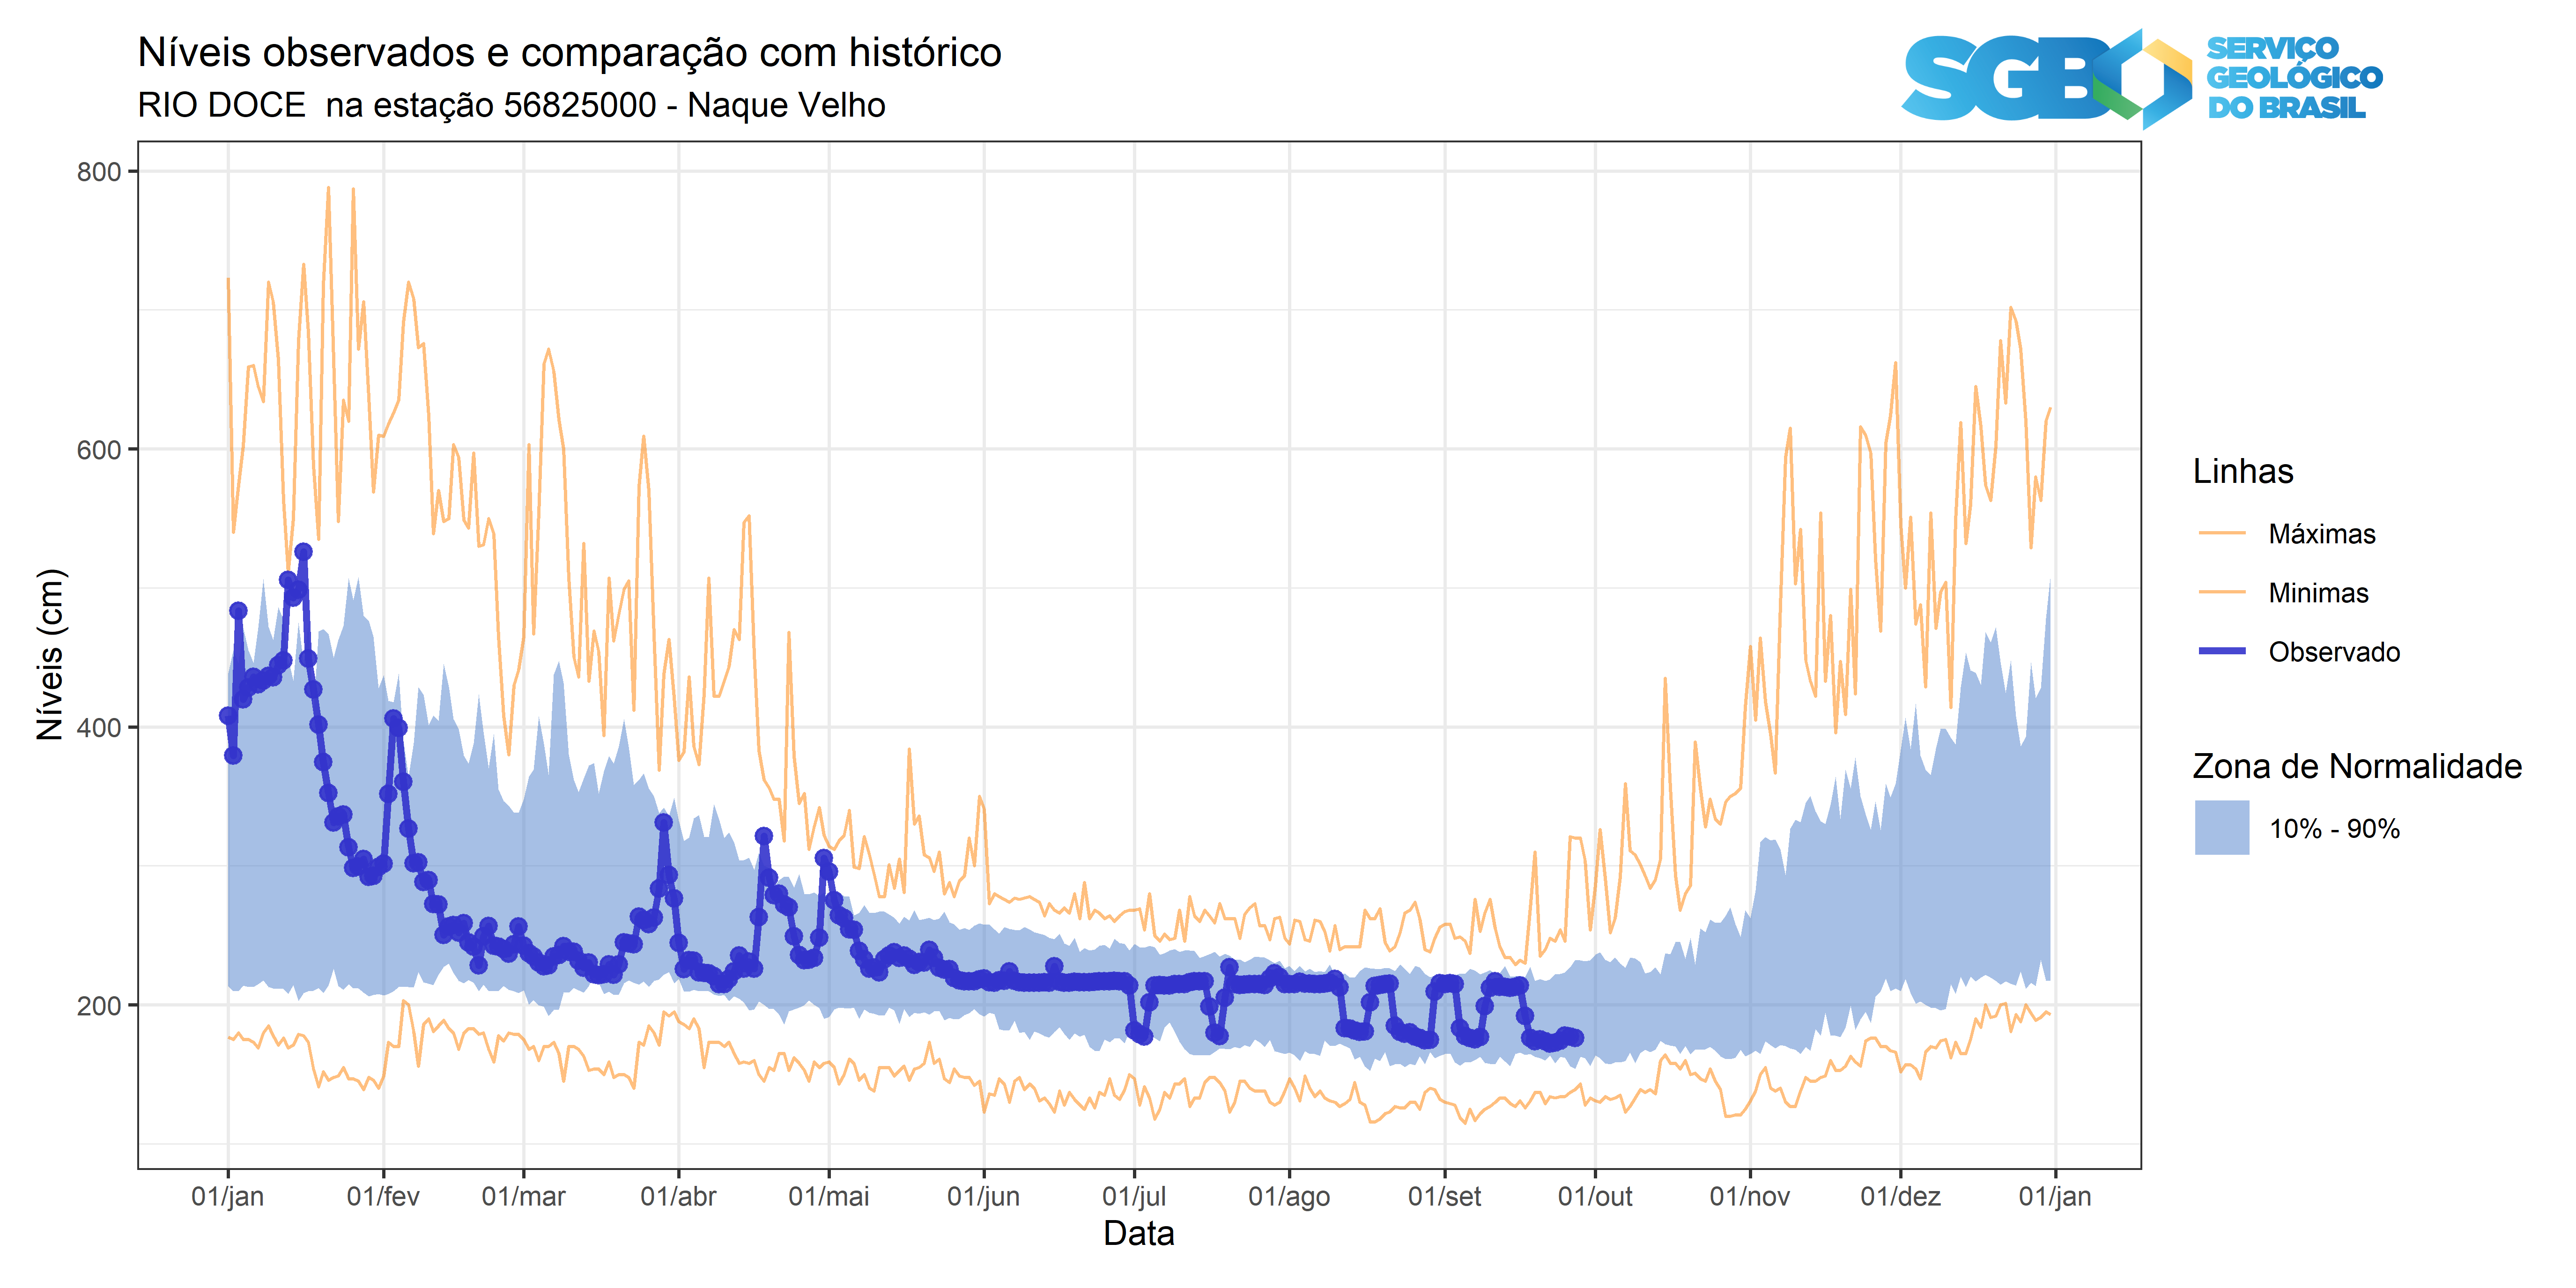 Níveis observados e comparação com histórico
RIO DOCE  na estação 56825000 - Naque Velho
SGB
SERVIÇO
GEOLÓGICO
DO BRASIL
800
600
400
200
Níveis (cm)
01/jan
01/fev
01/mar
01/abr
01/mai
01/jun
01/jul
01/ago
01/set
01/out
01/nov
01/dez
01/jan
Data
Linhas
Máximas
Minimas
Observado
Zona de Normalidade
10% - 90%